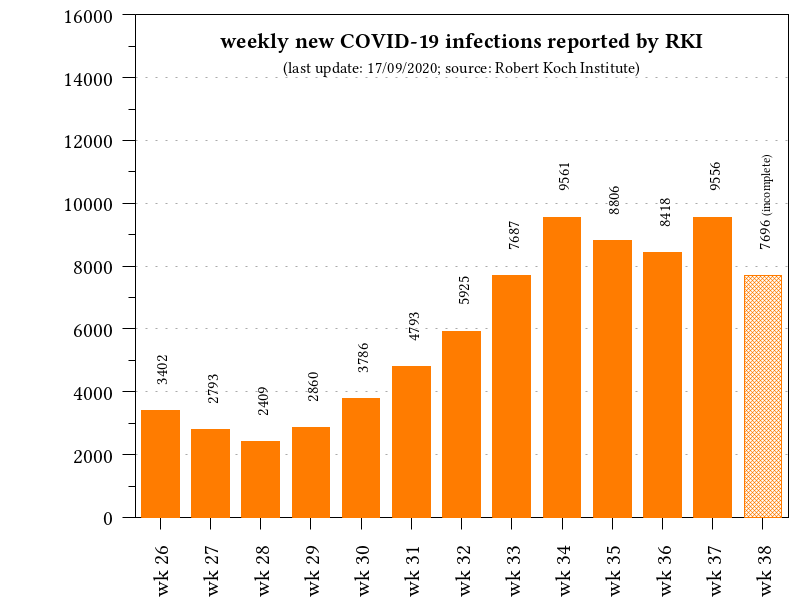 weekly new COVID-19 infections reported by RKI
(last update: 17/09/2020; source: Robert Koch Institute)
16000
14000
12000
10000
8000
6000
4000
2000
0
3402
2793
2409
2860
3786
4793
5925
7687
9561
8806
8418
9556
7696 (incomplete)
wk 26
wk 27
wk 28
wk 29
wk 30
wk 31
wk 32
wk 33
wk 34
wk 35
wk 36
wk 37
wk 38